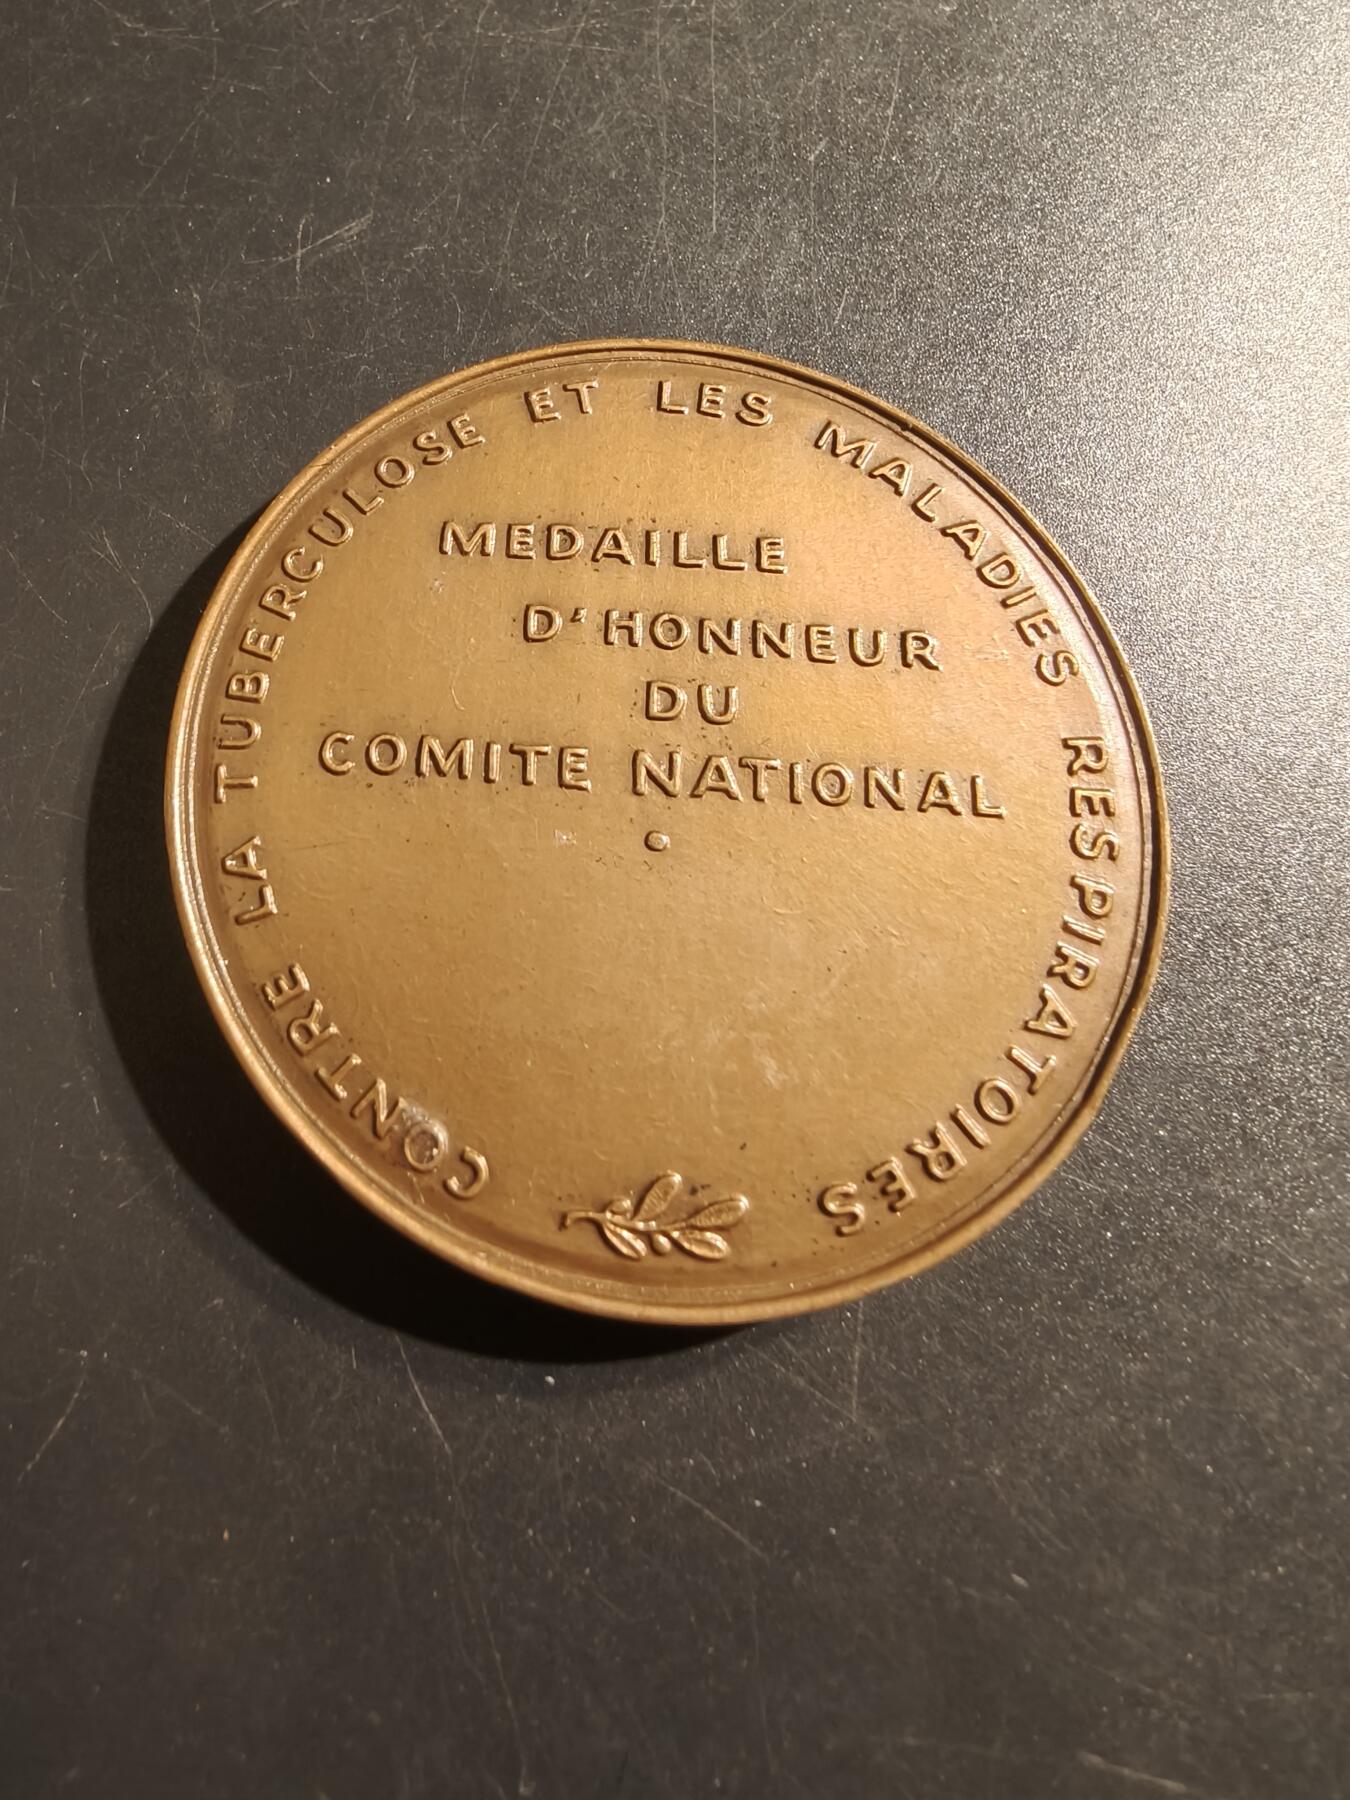 MEDAILLE
D'HONNEUR
DU
COMITE NATIONAL
CONTRE LA TUBERCULOSE ET LES MALADIES RESPIRATOIRES